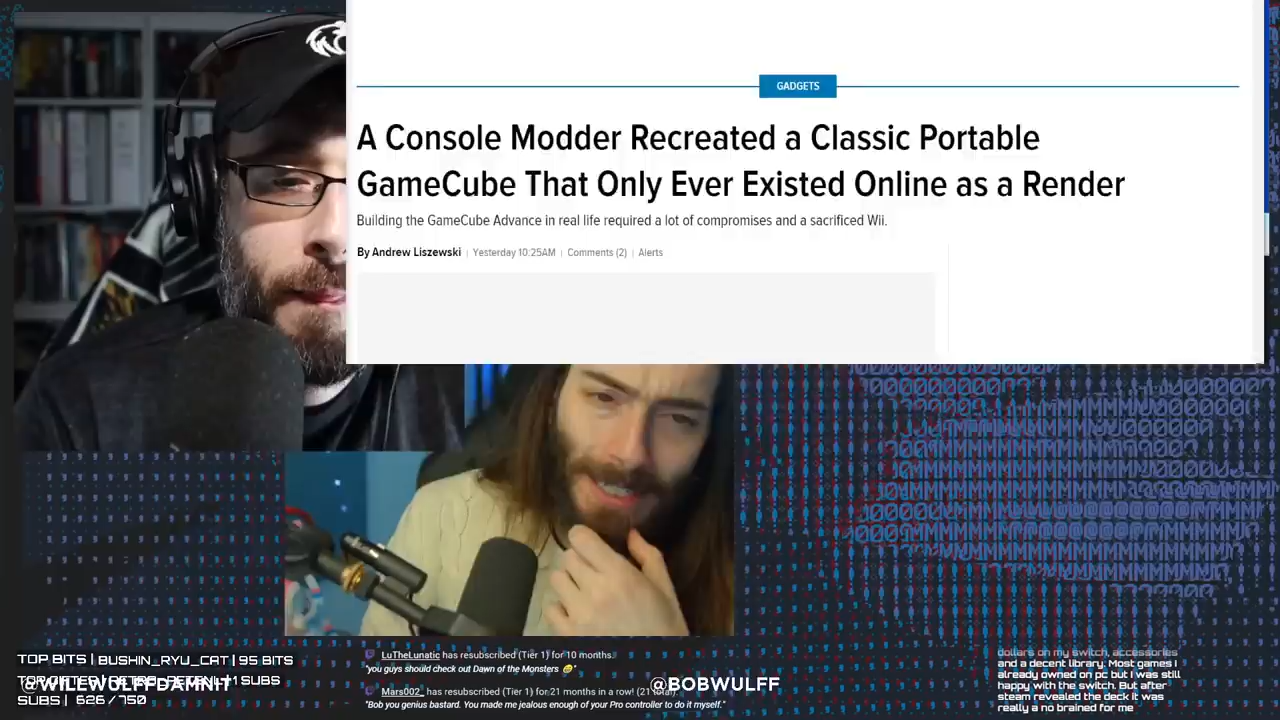 GADGETS
A Console Modder Recreated a Classic Portable
GameCube That Only Ever Existed Online as a Render
Building the GameCube Advance in real life required a lot of compromises and a sacrificed Wii.
By Andrew Liszewski | Yesterday 10:25AM | Comments (2) | Alerts
TOP BITS | BUSHIN_RYU_CAT | 95 BITS
@WILLWOLFF-DAMNIT
SUBS | 626 / 750
LuTheLunatic has resubscribed (Tier 1) for 10 months.
"you guys should check out Dawn of the Monsters 😅"
Mars002_ has resubscribed (Tier 1) for 21 months in a row!
"Bob you genius bastard. You made me jealous enough of your Pro controller to do it myself."
@BOBWULFF
dollars on my switch, accessories
and a decent library. Most games I
already owned on pc but I was still
happy with the switch. But after
steam revealed the deck it was
really a no brained for me